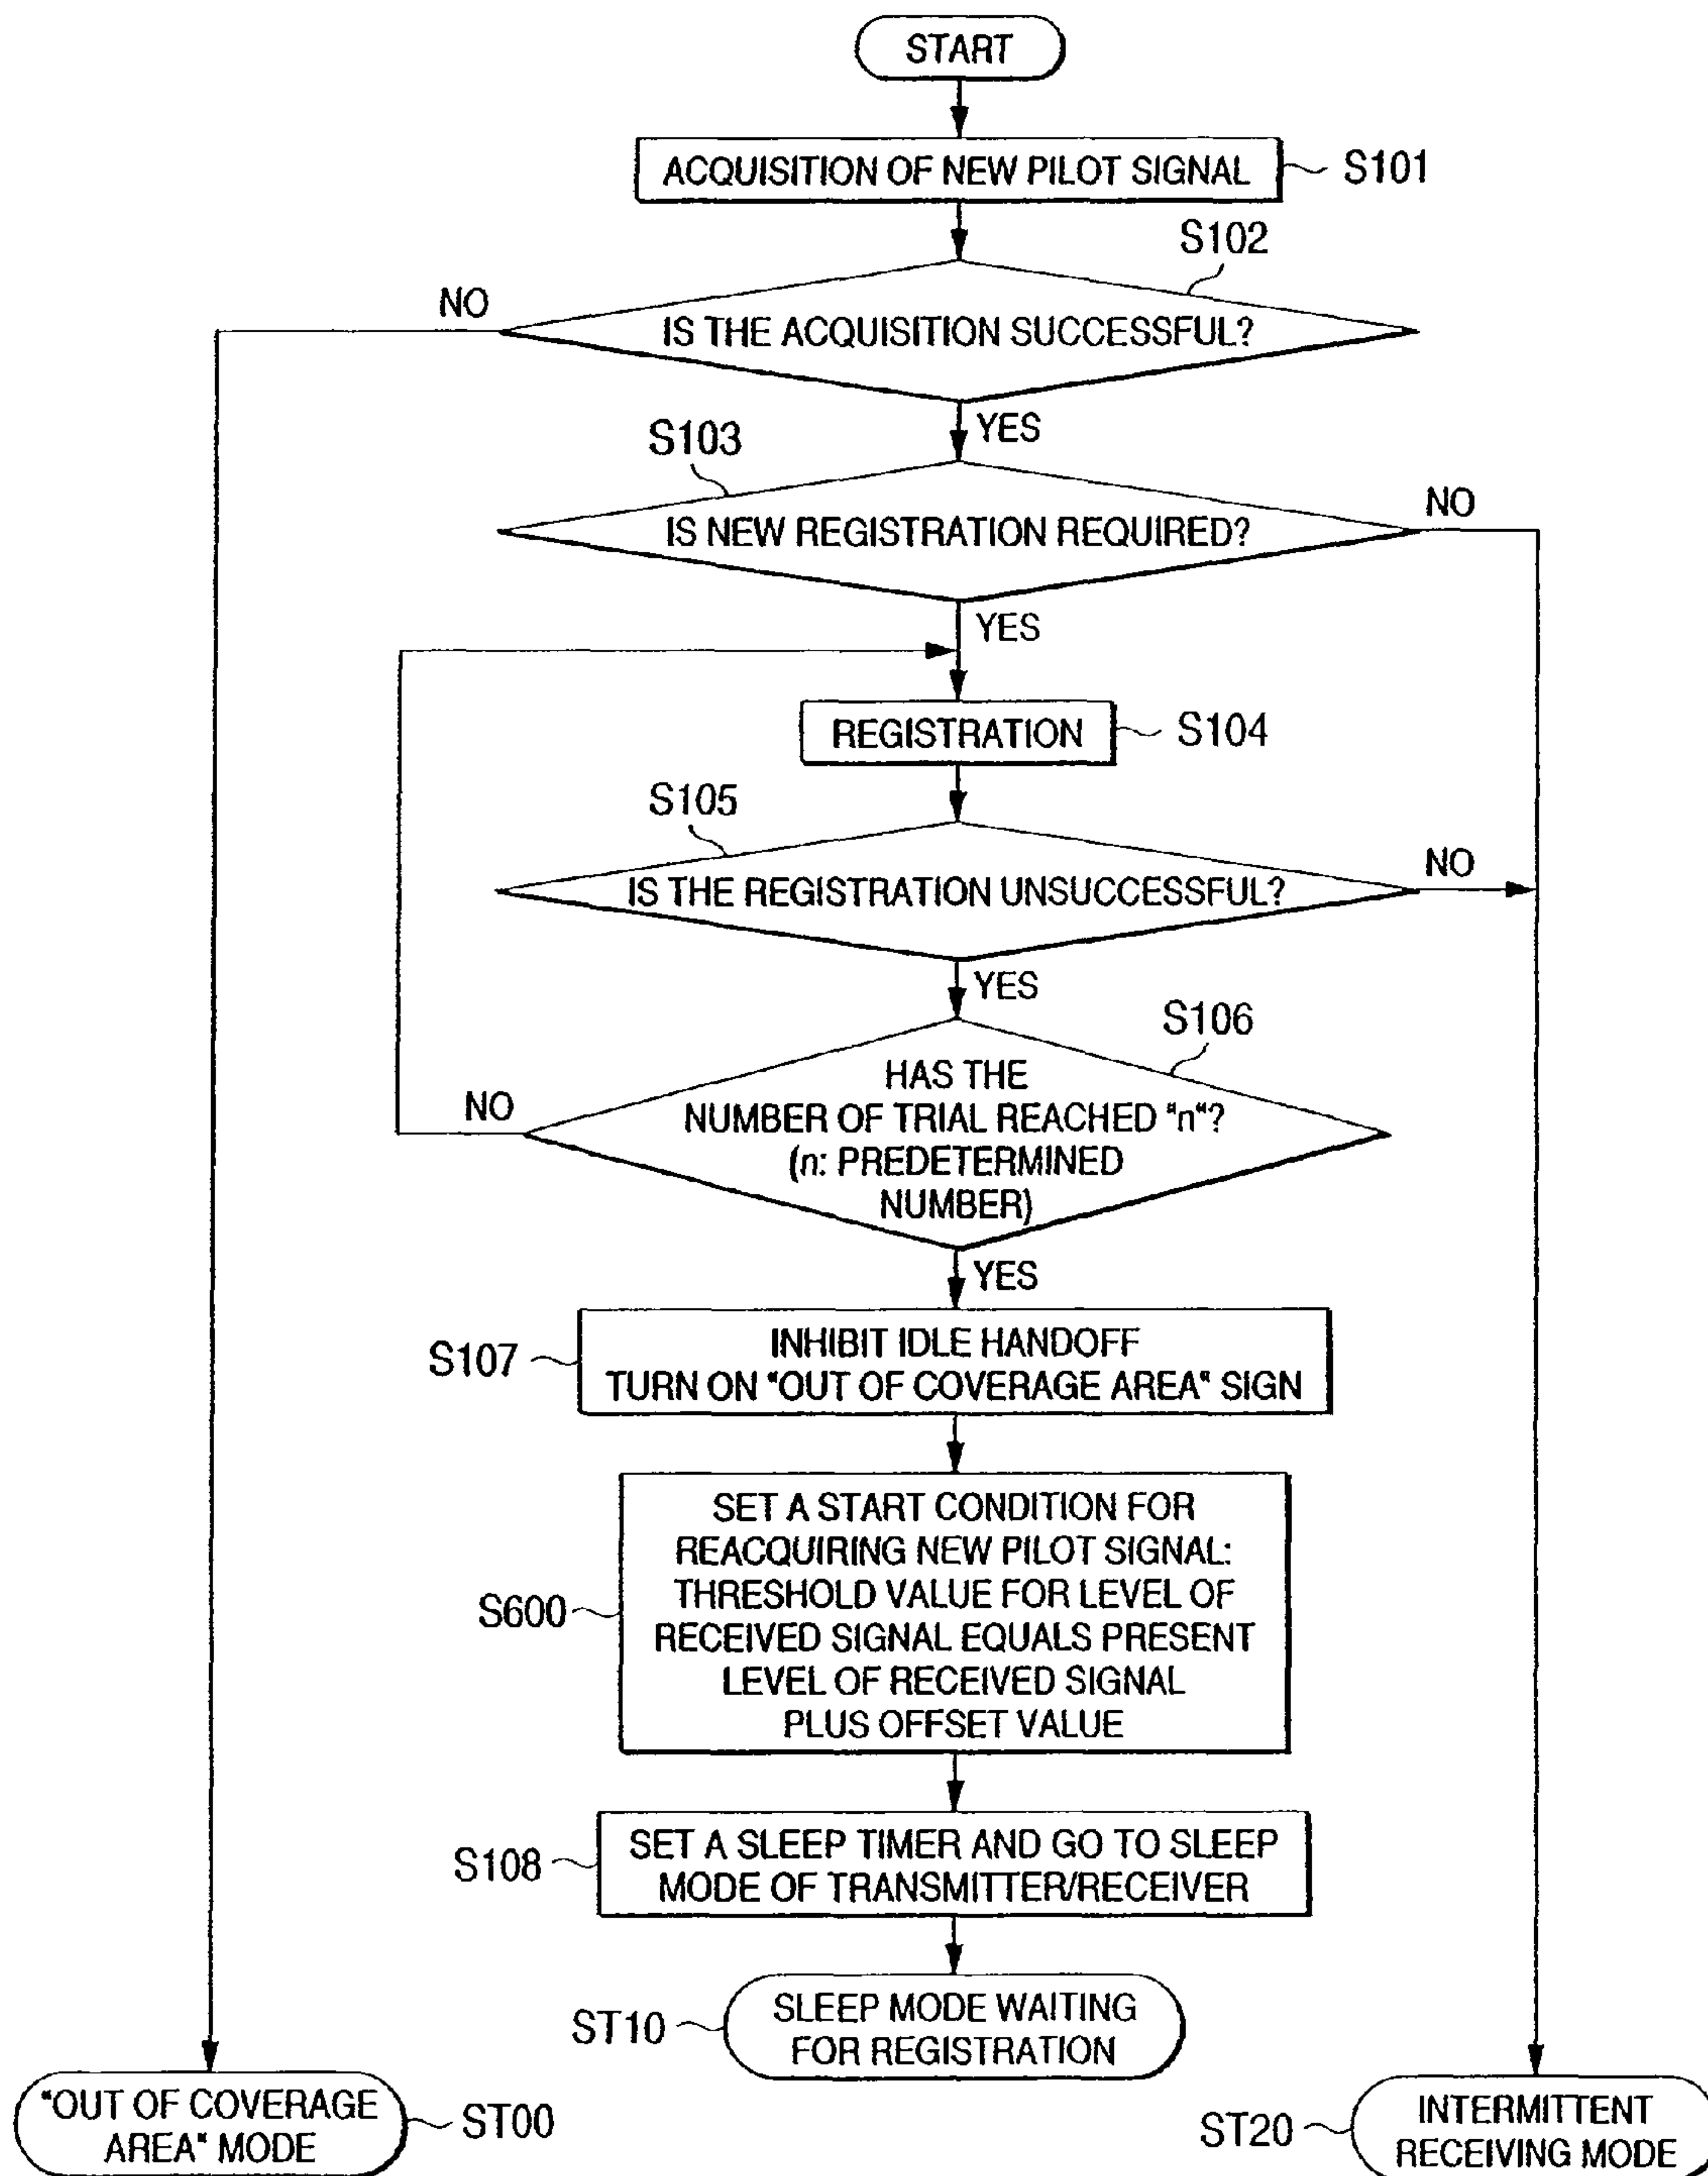 START
ACQUISITION OF NEW PILOT SIGNAL
S101
S102
NO
IS THE ACQUISITION SUCCESSFUL?
YES
S103
NO
IS NEW REGISTRATION REQUIRED?
YES
REGISTRATION
S104
S105
NO
IS THE REGISTRATION UNSUCCESSFUL?
YES
S106
HAS THE
NO
NUMBER OF TRIAL REACHED "n"?
(n: PREDETERMINED
NUMBER)
YES
S107
INHIBIT IDLE HANDOFF
TURN ON "OUT OF COVERAGE AREA" SIGN
S600
SET A START CONDITION FOR
REACQUIRING NEW PILOT SIGNAL:
THRESHOLD VALUE FOR LEVEL OF
RECEIVED SIGNAL EQUALS PRESENT
LEVEL OF RECEIVED SIGNAL
PLUS OFFSET VALUE
S108
SET A SLEEP TIMER AND GO TO SLEEP
MODE OF TRANSMITTER/RECEIVER
ST10
SLEEP MODE WAITING
FOR REGISTRATION
"OUT OF COVERAGE
AREA" MODE
ST00
ST20
INTERMITTENT
RECEIVING MODE